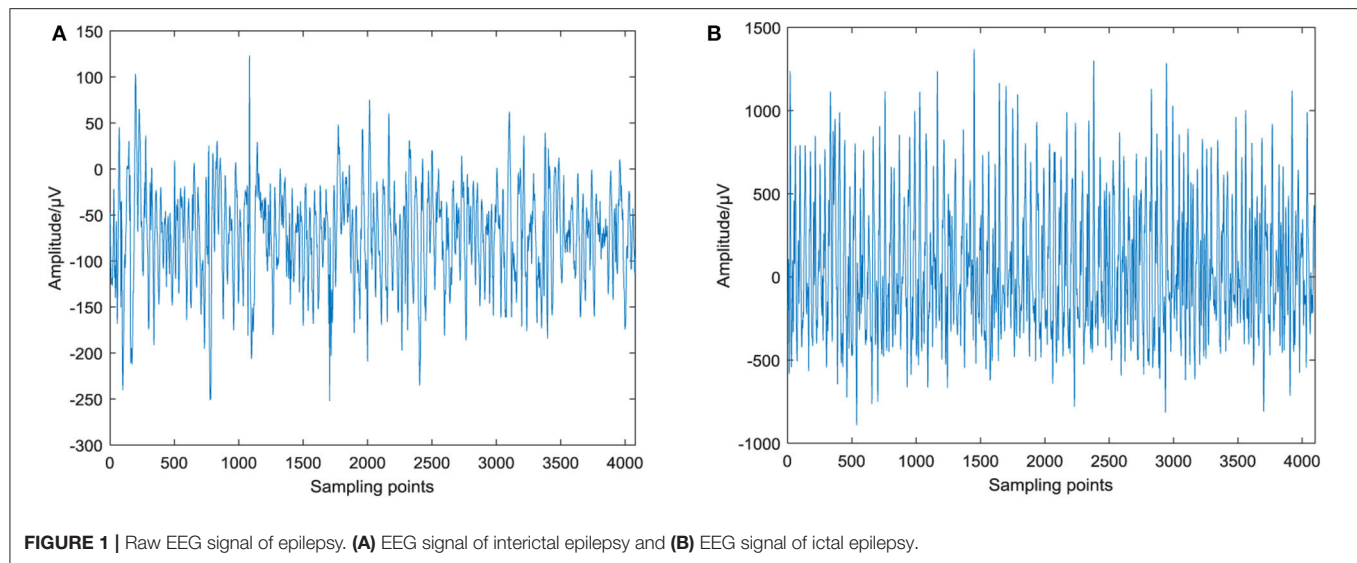 A
150
100
50
0
-50
-100
-150
-200
-250
-300
Amplitude/µV
0 500 1000 1500 2000 2500 3000 3500 4000
Sampling points
B
1500
1000
500
0
-500
-1000
Amplitude/µV
0 500 1000 1500 2000 2500 3000 3500 4000
Sampling points
FIGURE 1 | Raw EEG signal of epilepsy. (A) EEG signal of interictal epilepsy and (B) EEG signal of ictal epilepsy.